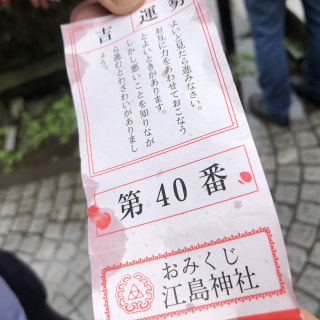 吉 運勢
よいと見たら進みなさい。
お互に力をあわせておこなう
とよいときがあります。
しかし悪いことを知りなが
ら進むとわざわいがありまし
ょう。
第40番
おみくじ
江島神社